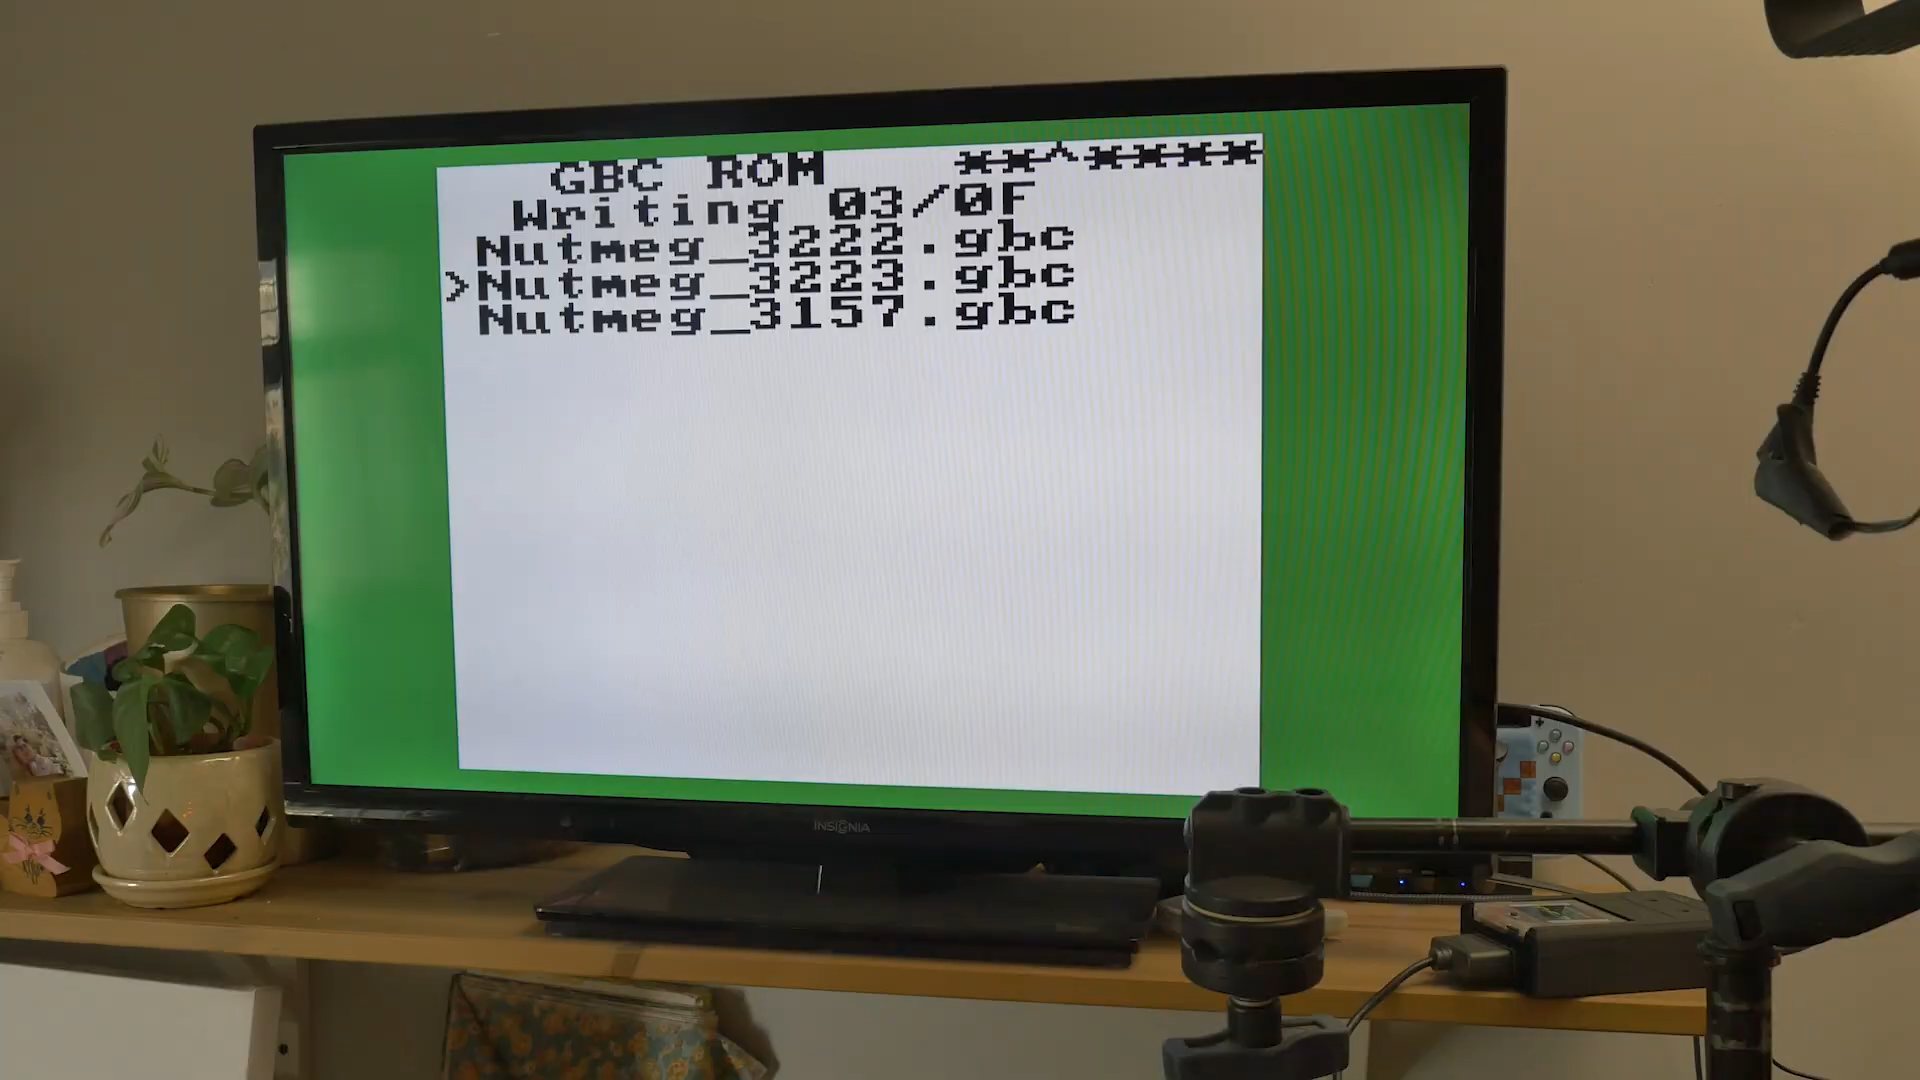 GBC ROM **^****
Writing 03/0F
Nutmeg_3222.gbc
>Nutmeg_3223.gbc
Nutmeg_3157.gbc
INSIGNIA